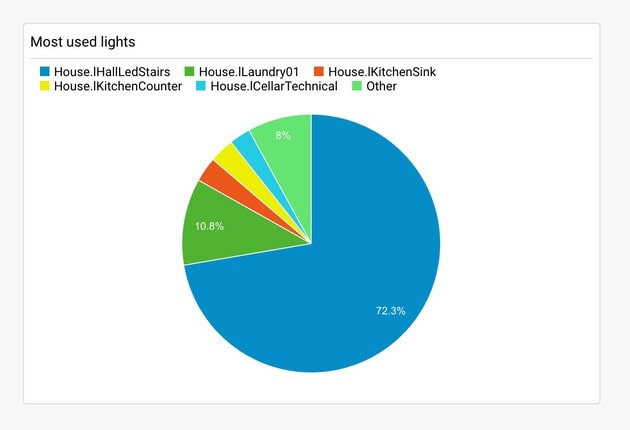 Most used lights
House.lHallLedStairs House.lLaundry01 House.lKitchenSink
House.lKitchenCounter House.lCellarTechnical Other
8%
10.8%
72.3%